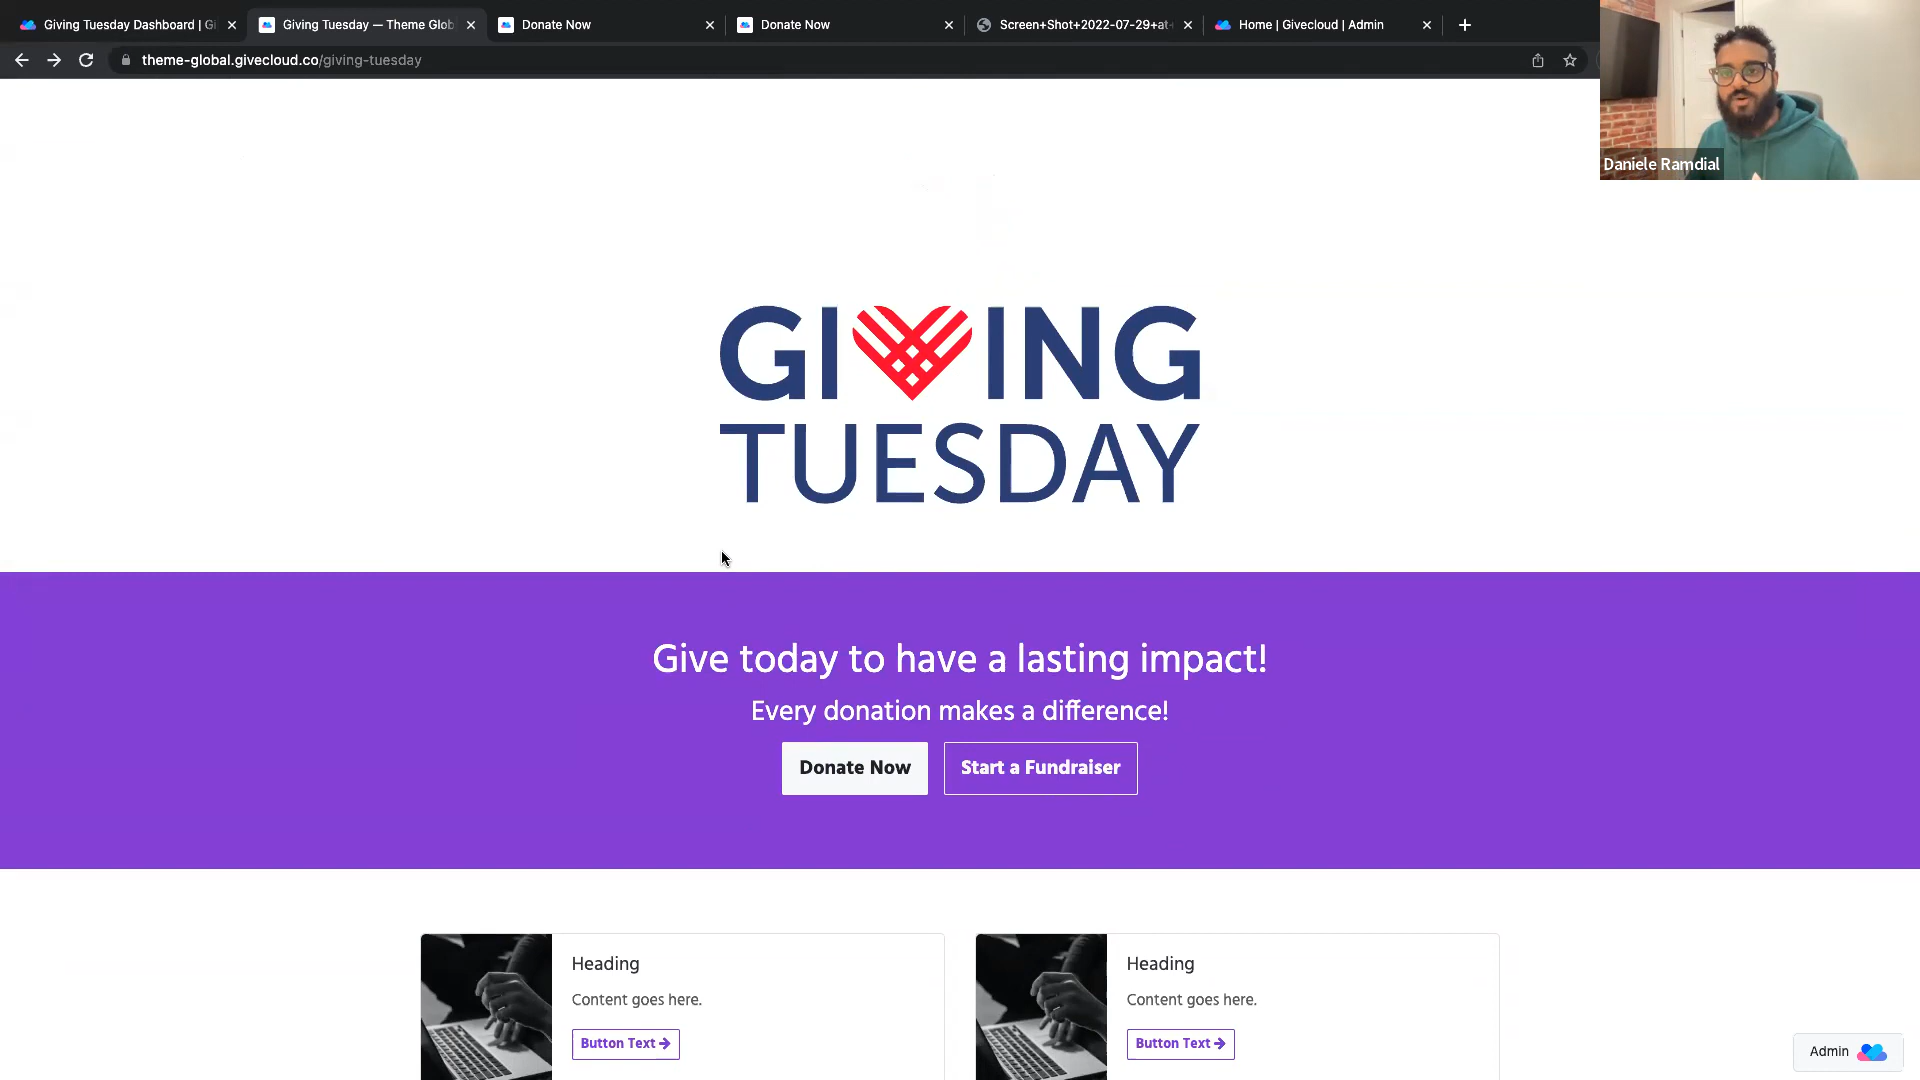 Giving Tuesday Dashboard | Gi
Giving Tuesday — Theme Glob
Donate Now
Donate Now
Screen+Shot+2022-07-29+at+
Home | Givecloud | Admin
theme-global.givecloud.co/giving-tuesday
Daniele Ramdial
GIVING
TUESDAY
Give today to have a lasting impact!
Every donation makes a difference!
Donate Now
Start a Fundraiser
Heading
Content goes here.
Button Text
Heading
Content goes here.
Button Text
Admin